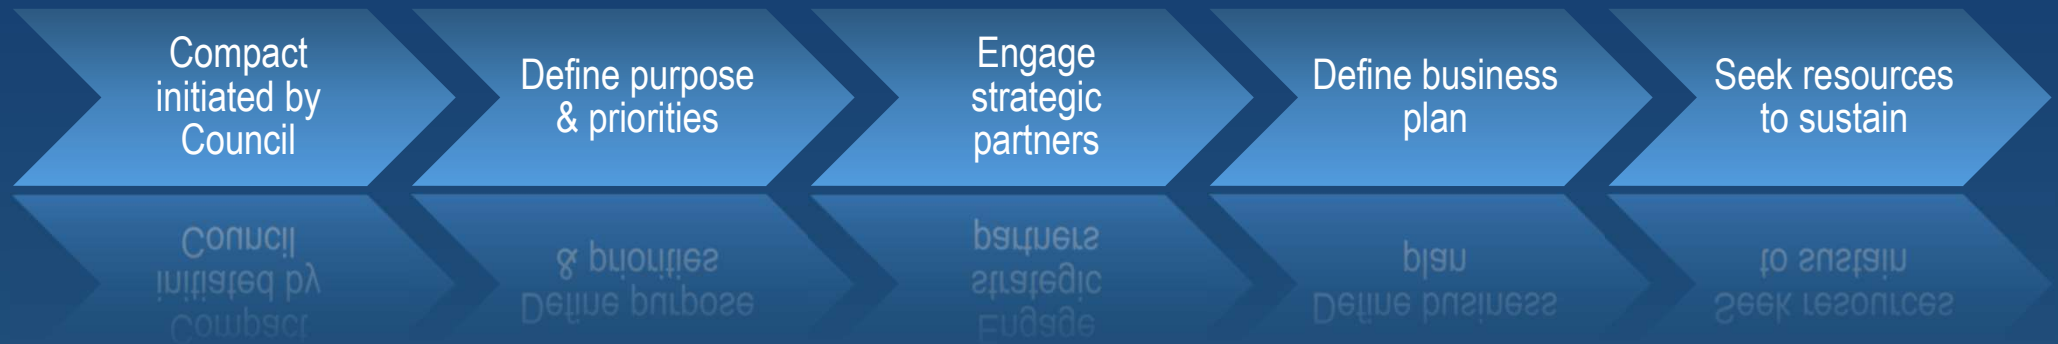 Compact
initiated by
Council
Define purpose
& priorities
Engage
strategic
partners
Define business
plan
Seek resources
to sustain